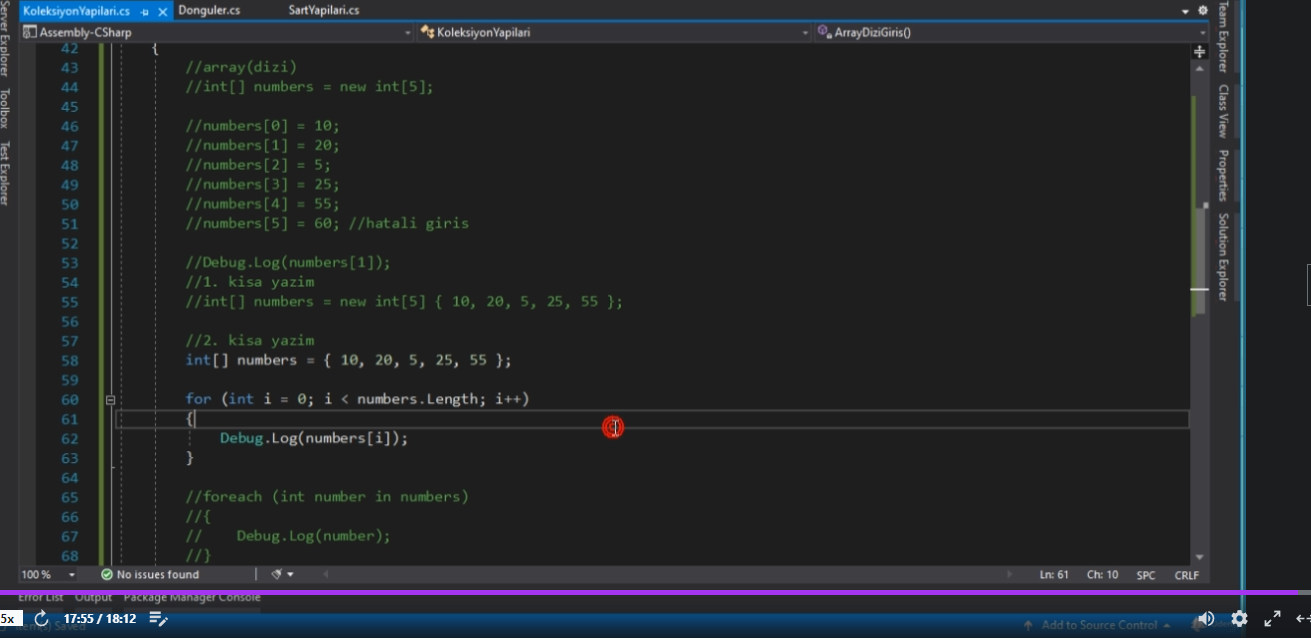 KoleksiyonYapilari.cs
Donguler.cs
SartYapilari.cs
Assembly-CSharp
KoleksiyonYapilari
ArrayDiziGiris()
Server Explorer
Toolbox
Test Explorer
42 {
43 //array(dizi)
44 //int[] numbers = new int[5];
45
46 //numbers[0] = 10;
47 //numbers[1] = 20;
48 //numbers[2] = 5;
49 //numbers[3] = 25;
50 //numbers[4] = 55;
51 //numbers[5] = 60; //hatali giris
52
53 //Debug.Log(numbers[1]);
54 //1. kisa yazim
55 //int[] numbers = new int[5] { 10, 20, 5, 25, 55 };
56
57 //2. kisa yazim
58 int[] numbers = { 10, 20, 5, 25, 55 };
59
60 for (int i = 0; i < numbers.Length; i++)
61 {
62 Debug.Log(numbers[i]);
63 }
64
65 //foreach (int number in numbers)
66 //{
67 // Debug.Log(number);
68 //}
Team Explorer
Class View
Properties
Solution Explorer
100 %
No issues found
Ln: 61 Ch: 10 SPC CRLF
Error List Output Package Manager Console
5x
17:55 / 18:12
Saved
Add to Source Control